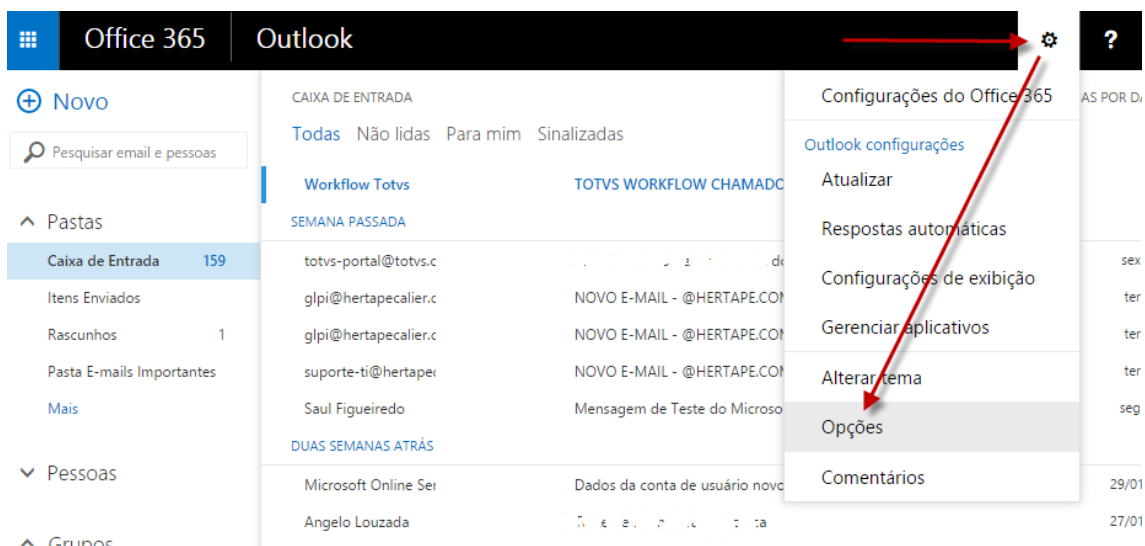 Office 365 Outlook ?
Novo
Pesquisar email e pessoas
Pastas
Caixa de Entrada 159
Itens Enviados
Rascunhos 1
Pasta E-mails Importantes
Mais
Pessoas
Grupos
CAIXA DE ENTRADA
Todas Não lidas Para mim Sinalizadas
Workflow Totvs TOTVS WORKFLOW CHAMADO
SEMANA PASSADA
totvs-portal@totvs.c sex
glpi@hertapecalier.c NOVO E-MAIL - @HERTAPE.COM ter
glpi@hertapecalier.c NOVO E-MAIL - @HERTAPE.COM ter
suporte-ti@hertapec NOVO E-MAIL - @HERTAPE.COM ter
Saul Figueiredo Mensagem de Teste do Microso seg
DUAS SEMANAS ATRÁS
Microsoft Online Ser Dados da conta de usuário novo 29/01
Angelo Louzada 27/01
Configurações do Office 365
AS POR DA
Outlook configurações
Atualizar
Respostas automáticas
Configurações de exibição
Gerenciar aplicativos
Alterar tema
Opções
Comentários